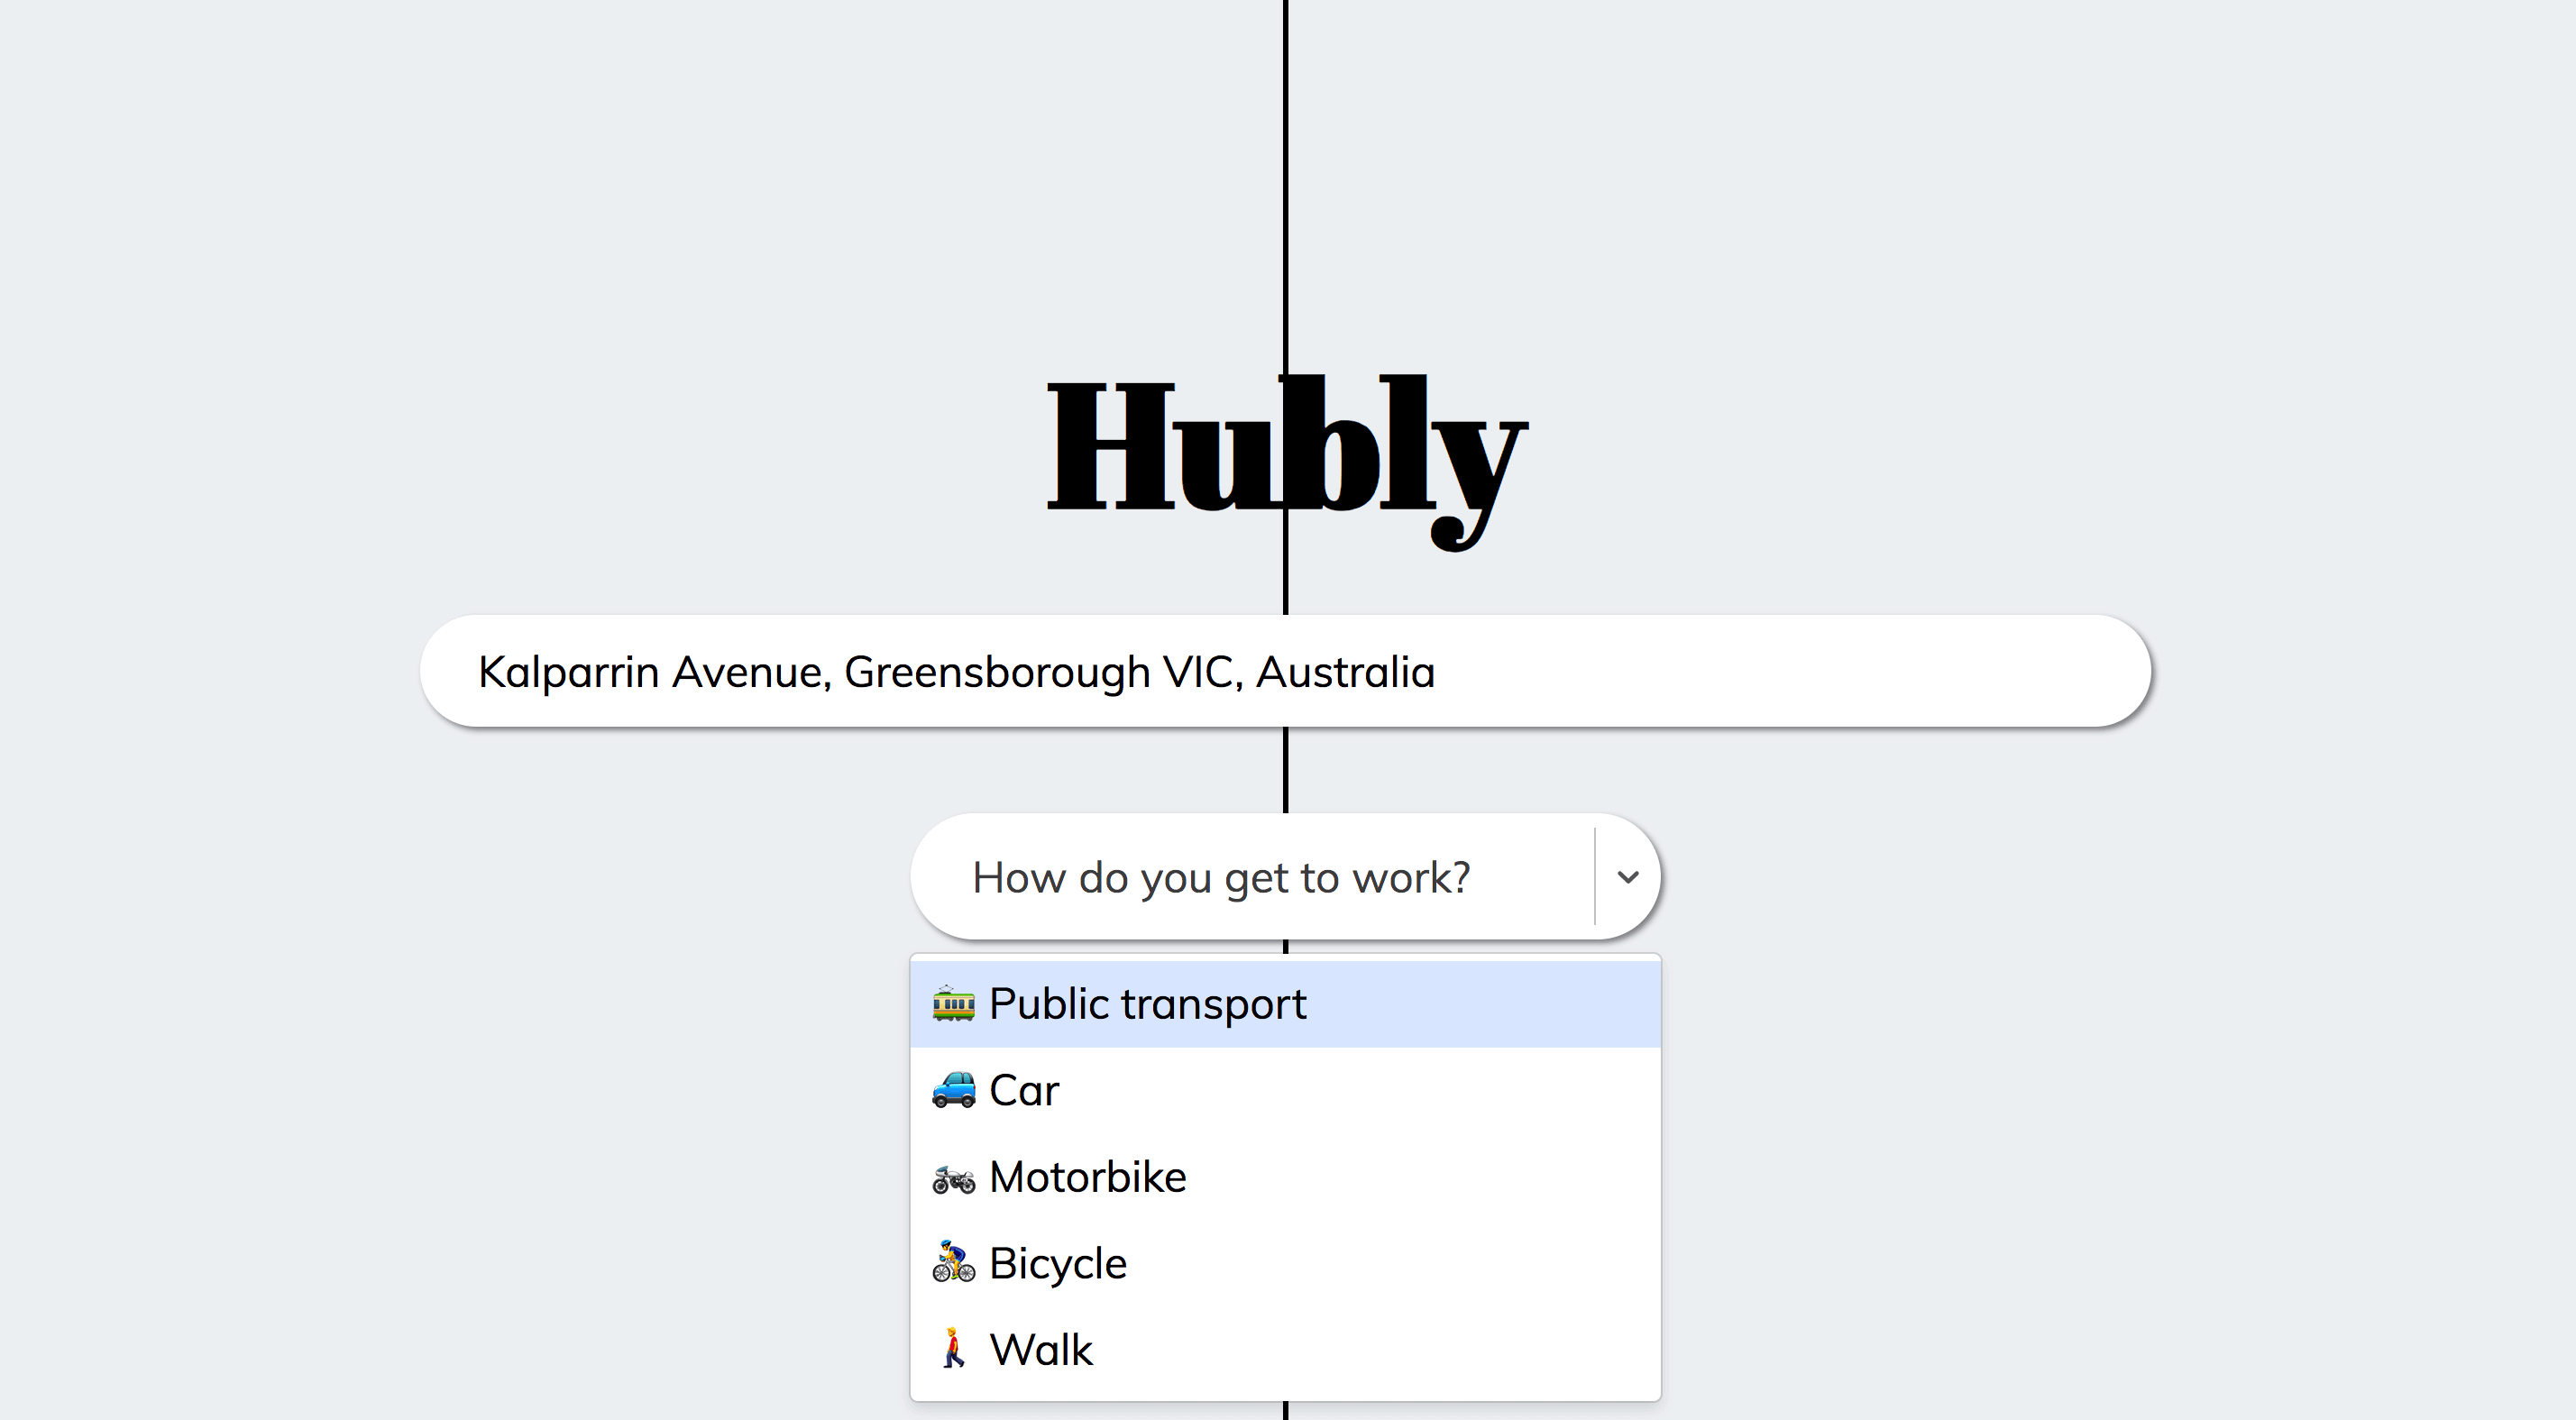 Hubly
Kalparrin Avenue, Greensborough VIC, Australia
How do you get to work?
Public transport
Car
Motorbike
Bicycle
Walk